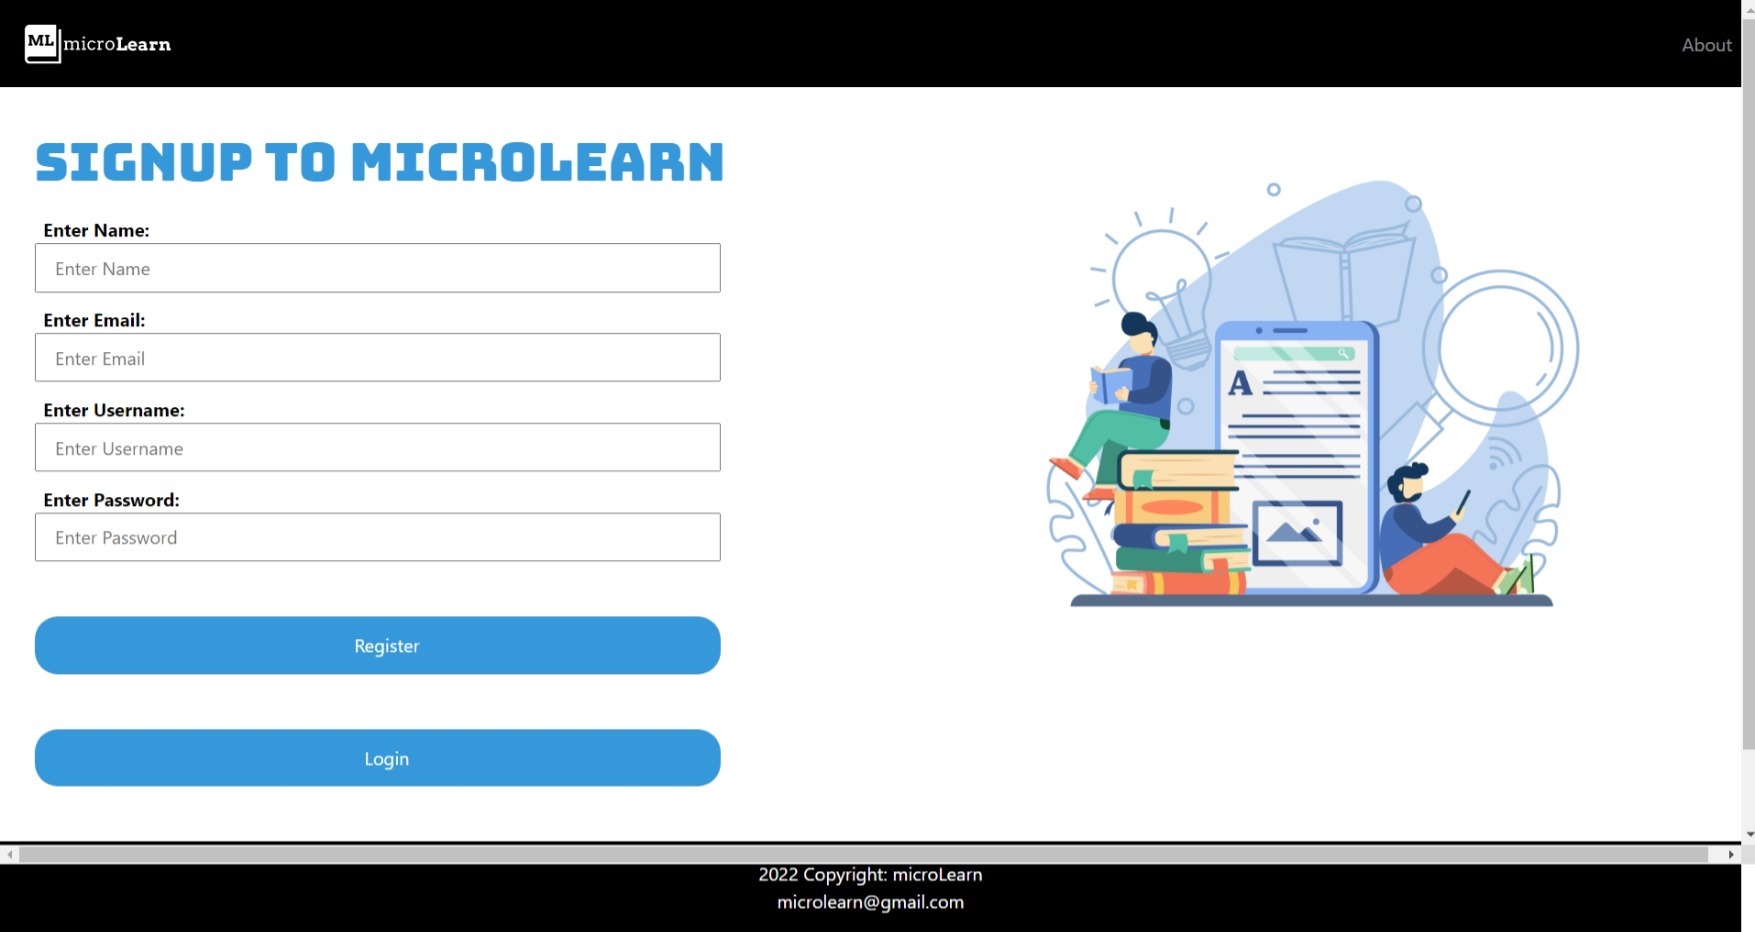 ML microLearn
About
SIGNUP TO MICROLEARN
Enter Name:
Enter Name
Enter Email:
Enter Email
Enter Username:
Enter Username
Enter Password:
Enter Password
Register
Login
A
2022 Copyright: microLearn
microlearn@gmail.com